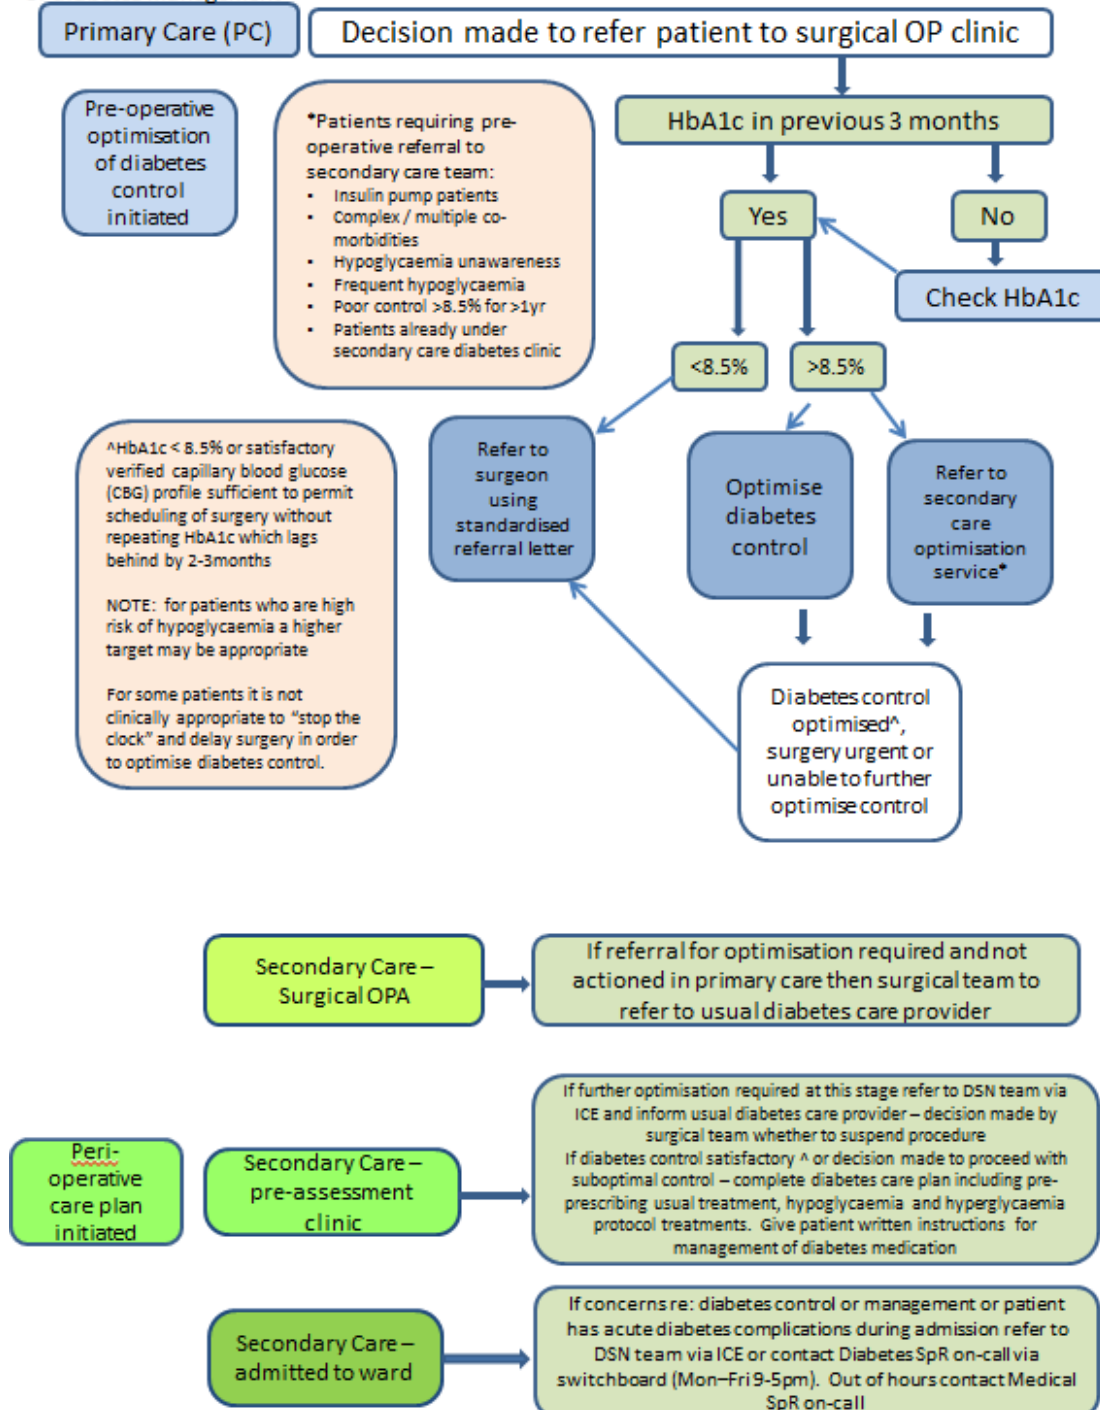 Primary Care (PC)
Decision made to refer patient to surgical OP clinic
Pre-operative
optimisation
of diabetes
control
initiated
*Patients requiring pre-
operative referral to
secondary care team:
• Insulin pump patients
• Complex / multiple co-
morbidities
• Hypoglycaemia unawareness
• Frequent hypoglycaemia
• Poor control >8.5% for >1yr
• Patients already under
secondary care diabetes clinic
HbA1c in previous 3 months
Yes
No
Check HbA1c
<8.5%
>8.5%
^HbA1c < 8.5% or satisfactory
verified capillary blood glucose
(CBG) profile sufficient to permit
scheduling of surgery without
repeating HbA1c which lags
behind by 2-3months
NOTE: for patients who are high
risk of hypoglycaemia a higher
target may be appropriate
For some patients it is not
clinically appropriate to “stop the
clock” and delay surgery in order
to optimise diabetes control.
Refer to
surgeon
using
standardised
referral letter
Optimise
diabetes
control
Refer to
secondary
care
optimisation
service*
Diabetes control
optimised^,
surgery urgent or
unable to further
optimise control
Secondary Care –
Surgical OPA
If referral for optimisation required and not
actioned in primary care then surgical team to
refer to usual diabetes care provider
Peri-
operative
care plan
initiated
Secondary Care –
pre-assessment
clinic
If further optimisation required at this stage refer to DSN team via
ICE and inform usual diabetes care provider – decision made by
surgical team whether to suspend procedure
If diabetes control satisfactory ^ or decision made to proceed with
suboptimal control – complete diabetes care plan including pre-
prescribing usual treatment, hypoglycaemia and hyperglycaemia
protocol treatments. Give patient written instructions for
management of diabetes medication
Secondary Care –
admitted to ward
If concerns re: diabetes control or management or patient
has acute diabetes complications during admission refer to
DSN team via ICE or contact Diabetes SpR on-call via
switchboard (Mon–Fri 9-5pm). Out of hours contact Medical
SpR on-call